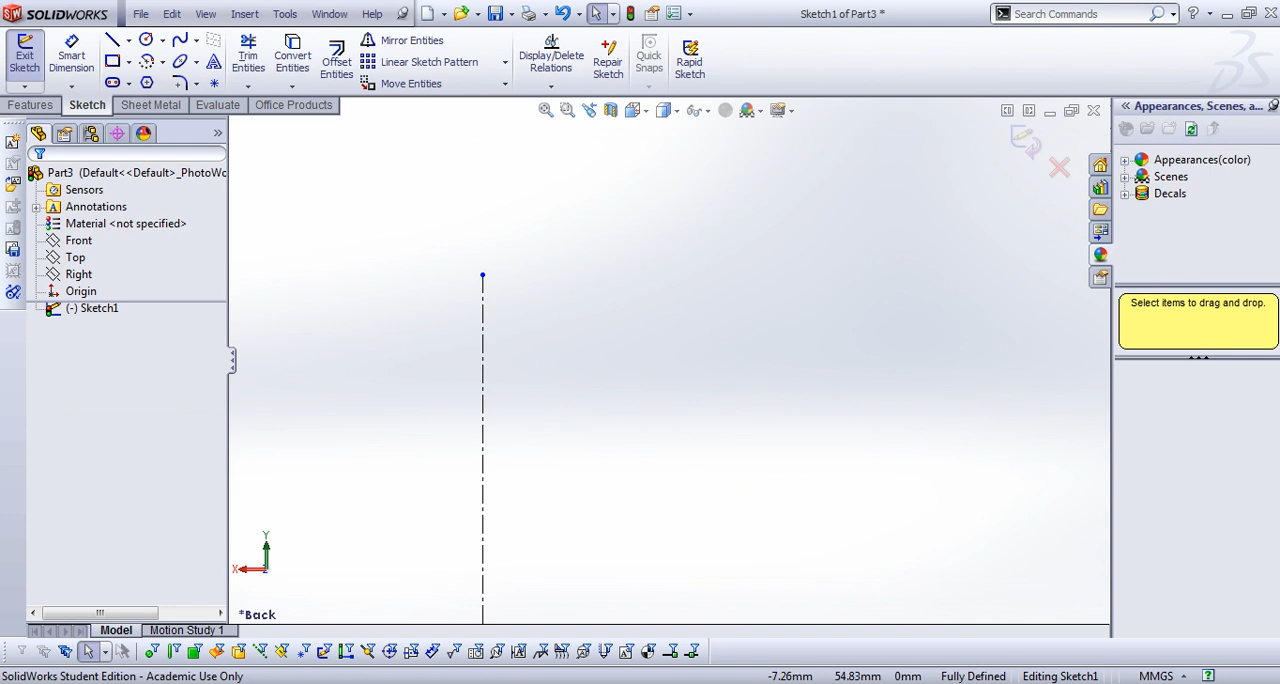 SOLIDWORKS File Edit View Insert Tools Window Help Sketch1 of Part3 * Search Commands
Exit Sketch Smart Dimension Trim Entities Convert Entities Offset Entities Mirror Entities Linear Sketch Pattern Move Entities Display/Delete Relations Repair Sketch Quick Snaps Rapid Sketch
Features Sketch Sheet Metal Evaluate Office Products
Appearances, Scenes, a...
Part3 (Default<<Default>_PhotoWo
Sensors
Annotations
Material <not specified>
Front
Top
Right
Origin
(-) Sketch1
Appearances(color)
Scenes
Decals
Select items to drag and drop.
Y
X
*Back
Model Motion Study 1
SolidWorks Student Edition - Academic Use Only -7.26mm 54.83mm 0mm Fully Defined Editing Sketch1 MMGS